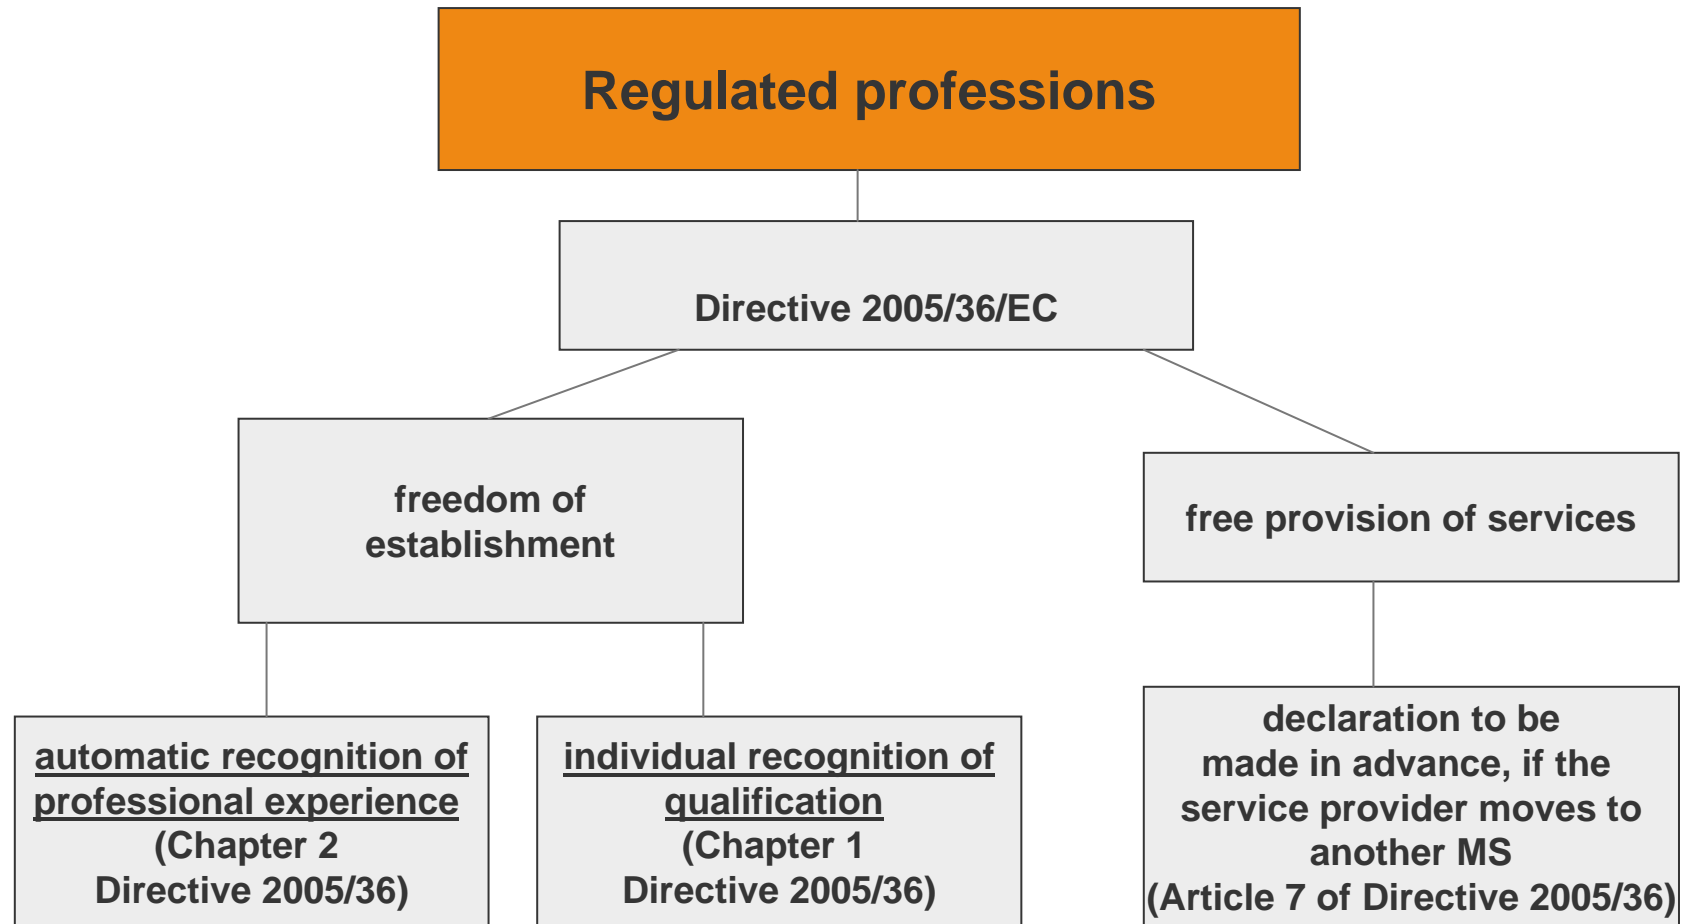 Regulated professions
Directive 2005/36/EC
freedom of
establishment
free provision of services
automatic recognition of
professional experience
(Chapter 2
Directive 2005/36)
individual recognition of
qualification
(Chapter 1
Directive 2005/36)
declaration to be
made in advance, if the
service provider moves to
another MS
(Article 7 of Directive 2005/36)